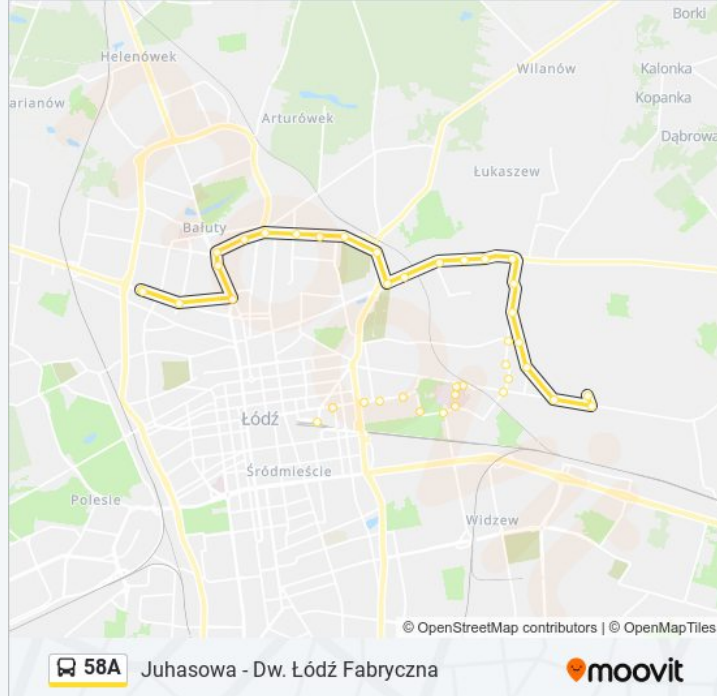 Borki
Helenówek
Wilanów
Kalonka
Kopanka
arianów
Arturówek
Dąbrowa
Łukaszew
Bałuty
Łódź
Śródmieście
Polesie
Widzew
© OpenStreetMap contributors | © OpenMapTiles
58A Juhasowa - Dw. Łódź Fabryczna
moovit